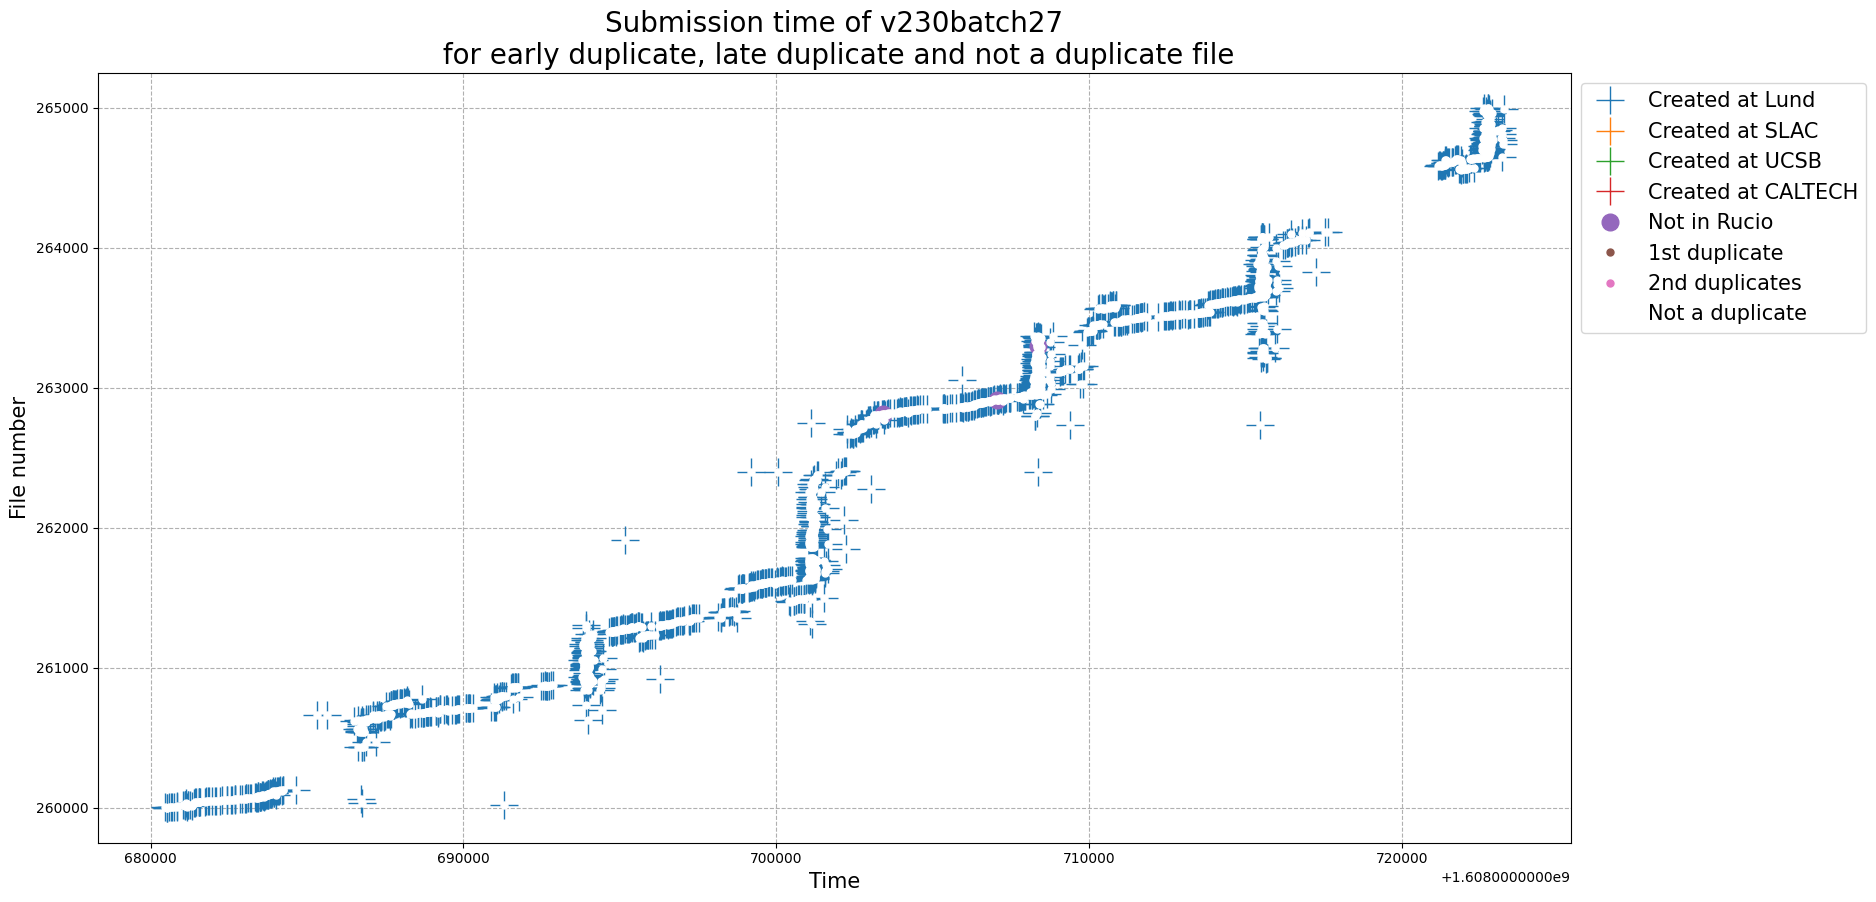 Submission time of v230batch27
for early duplicate, late duplicate and not a duplicate file
File number
265000
264000
263000
262000
261000
260000
680000
690000
700000
710000
720000
Time
+1.6080000000e9
Created at Lund
Created at SLAC
Created at UCSB
Created at CALTECH
Not in Rucio
1st duplicate
2nd duplicates
Not a duplicate